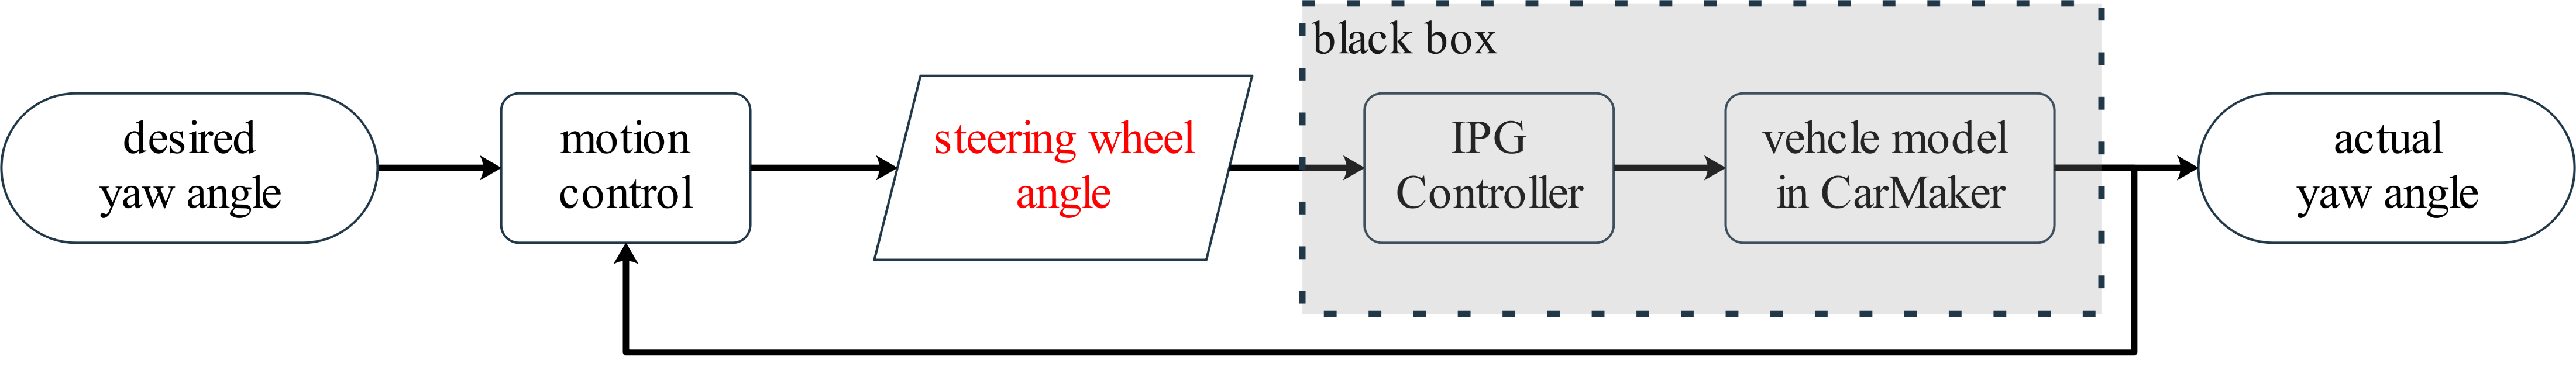 black box
desired
yaw angle
motion
control
steering wheel
angle
IPG
Controller
vehcle model
in CarMaker
actual
yaw angle